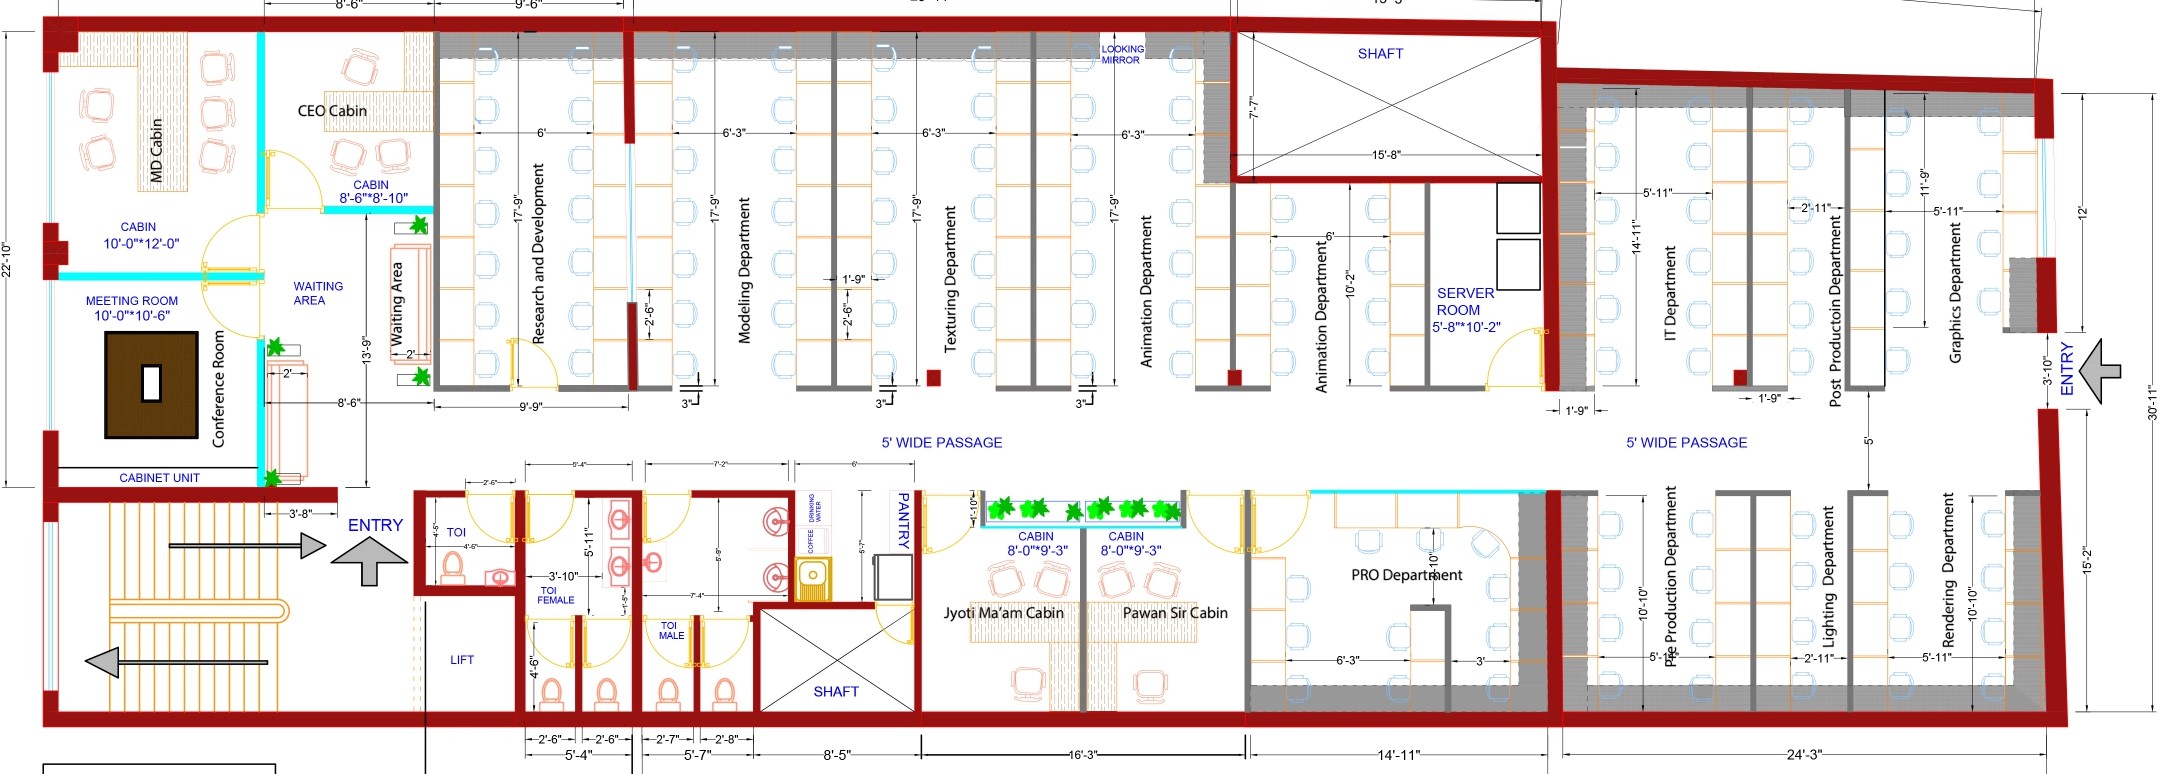 8'-6"
9'-6"
22'-10"
MD Cabin
CABIN
10'-0"*12'-0"
CEO Cabin
CABIN
8'-6"*8'-10"
MEETING ROOM
10'-0"*10'-6"
Conference Room
CABINET UNIT
WAITING
AREA
Waiting Area
2'
2'
13'-9"
8'-6"
3'-8"
6'
17'-9"
Research and Development
9'-9"
6'-3"
17'-9"
Modeling Department
2'-6"
3"
6'-3"
17'-9"
Texturing Department
1'-9"
2'-6"
3"
LOOKING
MIRROR
6'-3"
17'-9"
Animation Department
3"
SHAFT
7'-7"
15'-8"
6'
10'-2"
Animation Department
SERVER
ROOM
5'-8"*10'-2"
5'-11"
14'-11"
IT Department
1'-9"
2'-11"
Post Productoin Department
1'-9"
11'-9"
5'-11"
Graphics Department
12'
3'-10"
ENTRY
30'-11"
15'-2"
5' WIDE PASSAGE
5' WIDE PASSAGE
5'
ENTRY
LIFT
2'-6"
TOI
4'-6"
5'-4"
5'-11"
3'-10"
TOI
FEMALE
1'-5"
4'-6"
7'-2"
5'-9"
7'-4"
TOI
MALE
6'
DRINKING
WATER
COFFEE
5'-7"
PANTRY
SHAFT
1'-10"
CABIN
8'-0"*9'-3"
Jyoti Ma'am Cabin
CABIN
8'-0"*9'-3"
Pawan Sir Cabin
PRO Department
6'-3"
3'
Pre Production Department
10'-10"
Lighting Department
2'-11"
Rendering Department
10'-10"
5'-11"
2'-6"
2'-6"
2'-7"
2'-8"
5'-4"
5'-7"
8'-5"
16'-3"
14'-11"
24'-3"